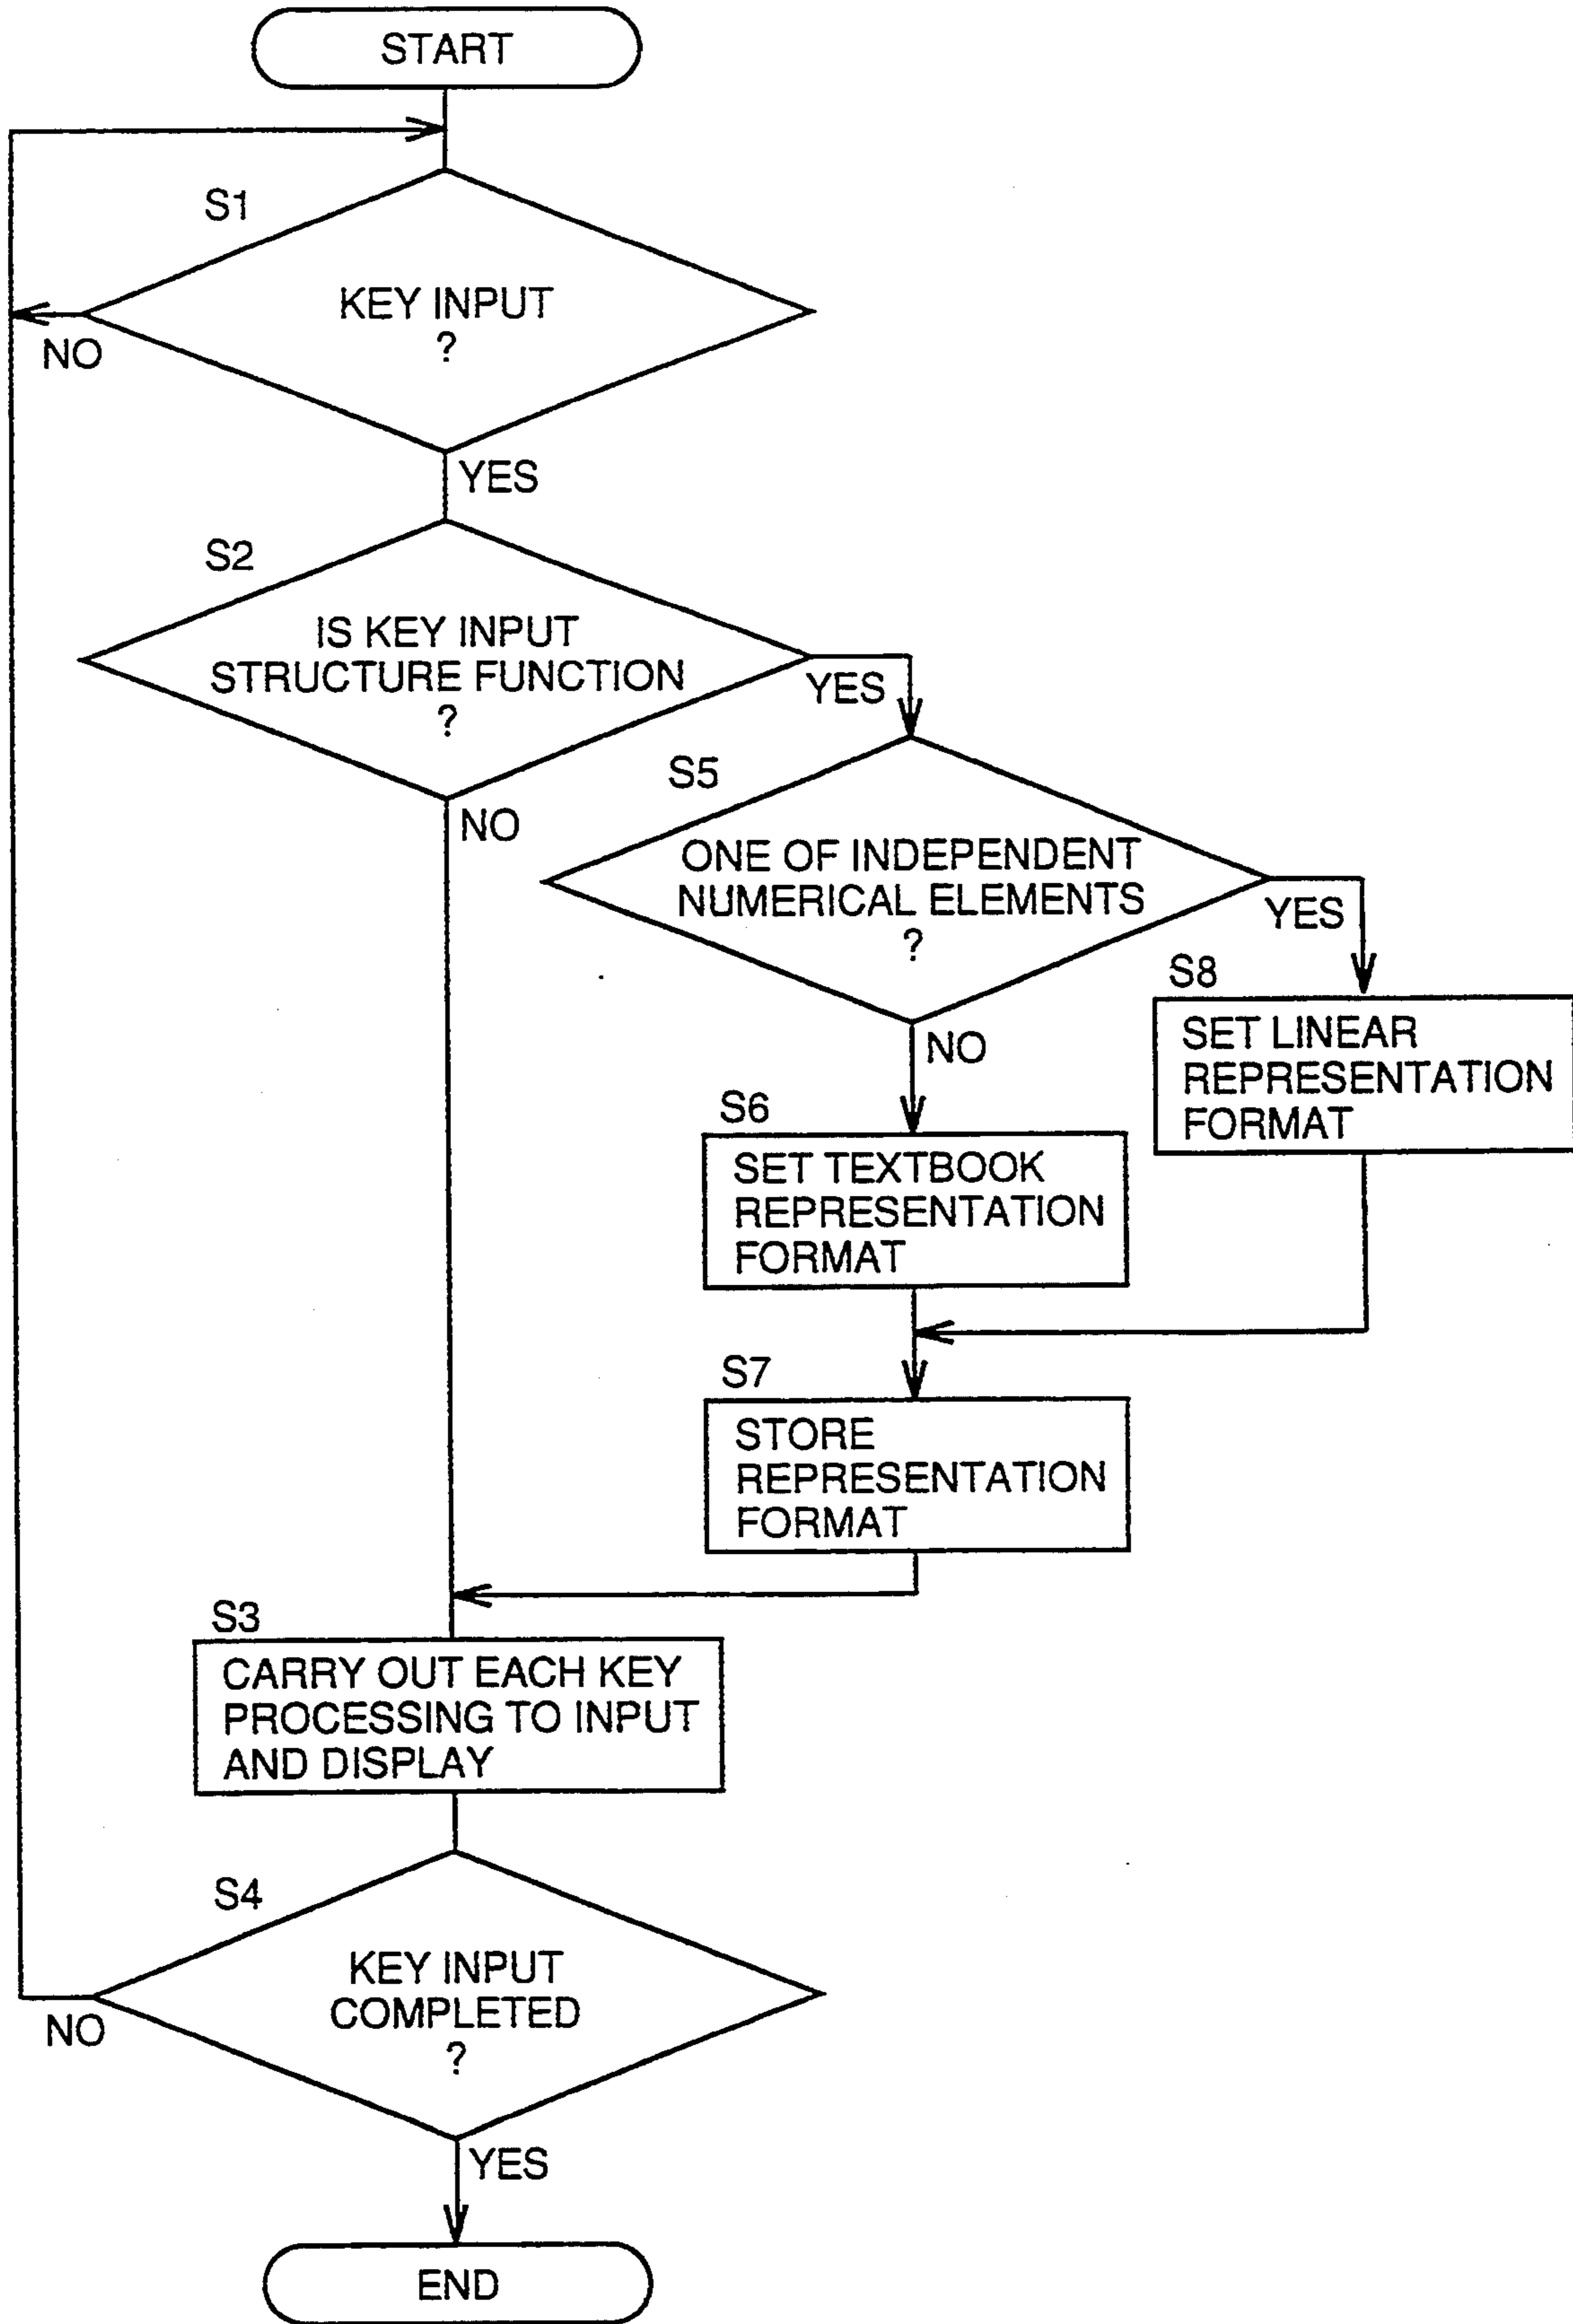 START
S1
KEY INPUT
?
NO
YES
S2
IS KEY INPUT
STRUCTURE FUNCTION
?
YES
NO
S5
ONE OF INDEPENDENT
NUMERICAL ELEMENTS
?
YES
NO
S8
SET LINEAR
REPRESENTATION
FORMAT
S6
SET TEXTBOOK
REPRESENTATION
FORMAT
S7
STORE
REPRESENTATION
FORMAT
S3
CARRY OUT EACH KEY
PROCESSING TO INPUT
AND DISPLAY
S4
KEY INPUT
COMPLETED
?
NO
YES
END